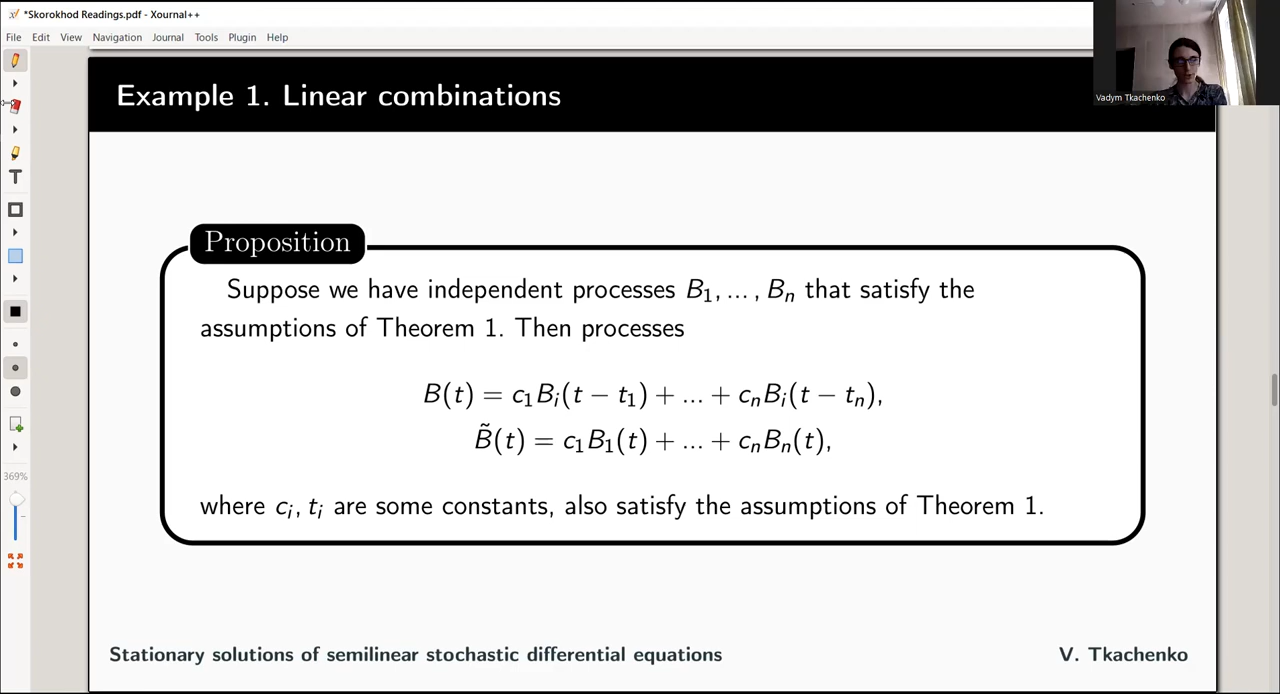 *Skorokhod Readings.pdf - Xournal++
File Edit View Navigation Journal Tools Plugin Help
Vadym Tkachenko
Example 1. Linear combinations
Proposition
Suppose we have independent processes B₁, ... , Bₙ that satisfy the
assumptions of Theorem 1. Then processes
B(t) = c₁Bᵢ(t − t₁) + ... + cₙBᵢ(t − tₙ),
B̃(t) = c₁B₁(t) + ... + cₙBₙ(t),
where cᵢ, tᵢ are some constants, also satisfy the assumptions of Theorem 1.
369%
Stationary solutions of semilinear stochastic differential equations V. Tkachenko